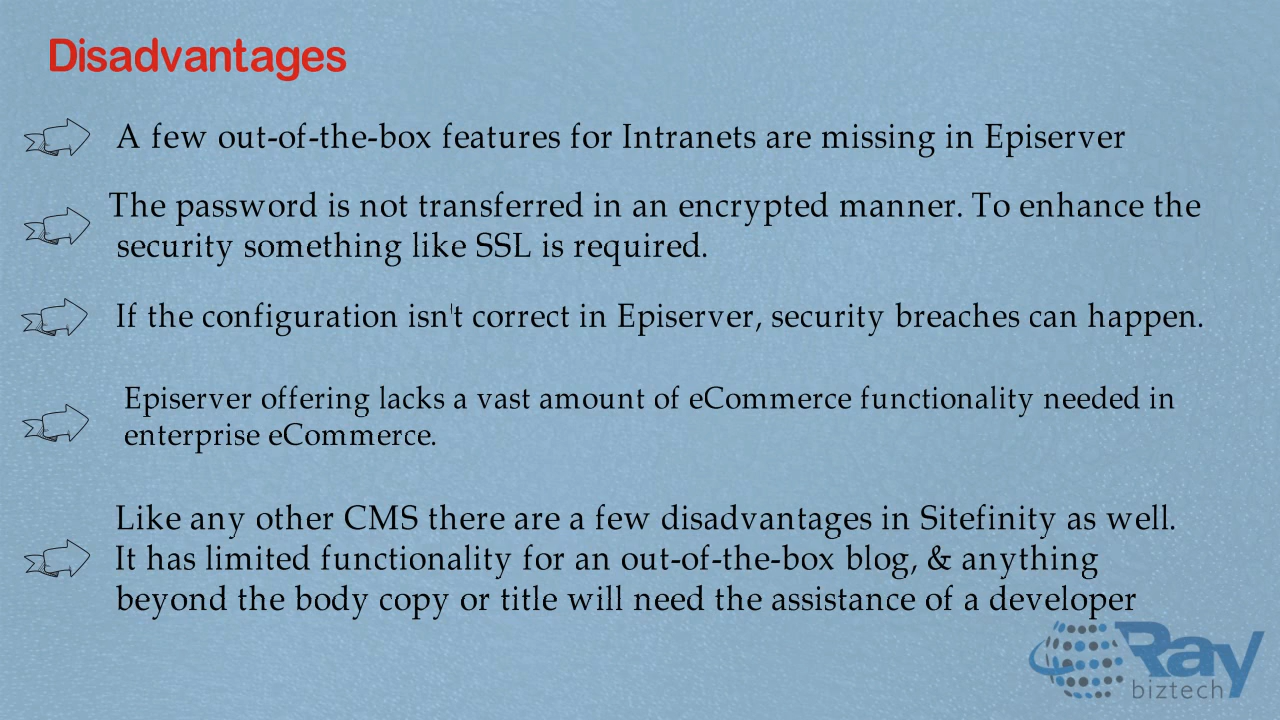 Disadvantages
A few out-of-the-box features for Intranets are missing in Episerver
The password is not transferred in an encrypted manner. To enhance the
security something like SSL is required.
If the configuration isn't correct in Episerver, security breaches can happen.
Episerver offering lacks a vast amount of eCommerce functionality needed in
enterprise eCommerce.
Like any other CMS there are a few disadvantages in Sitefinity as well.
It has limited functionality for an out-of-the-box blog, & anything
beyond the body copy or title will need the assistance of a developer
Ray
biztech